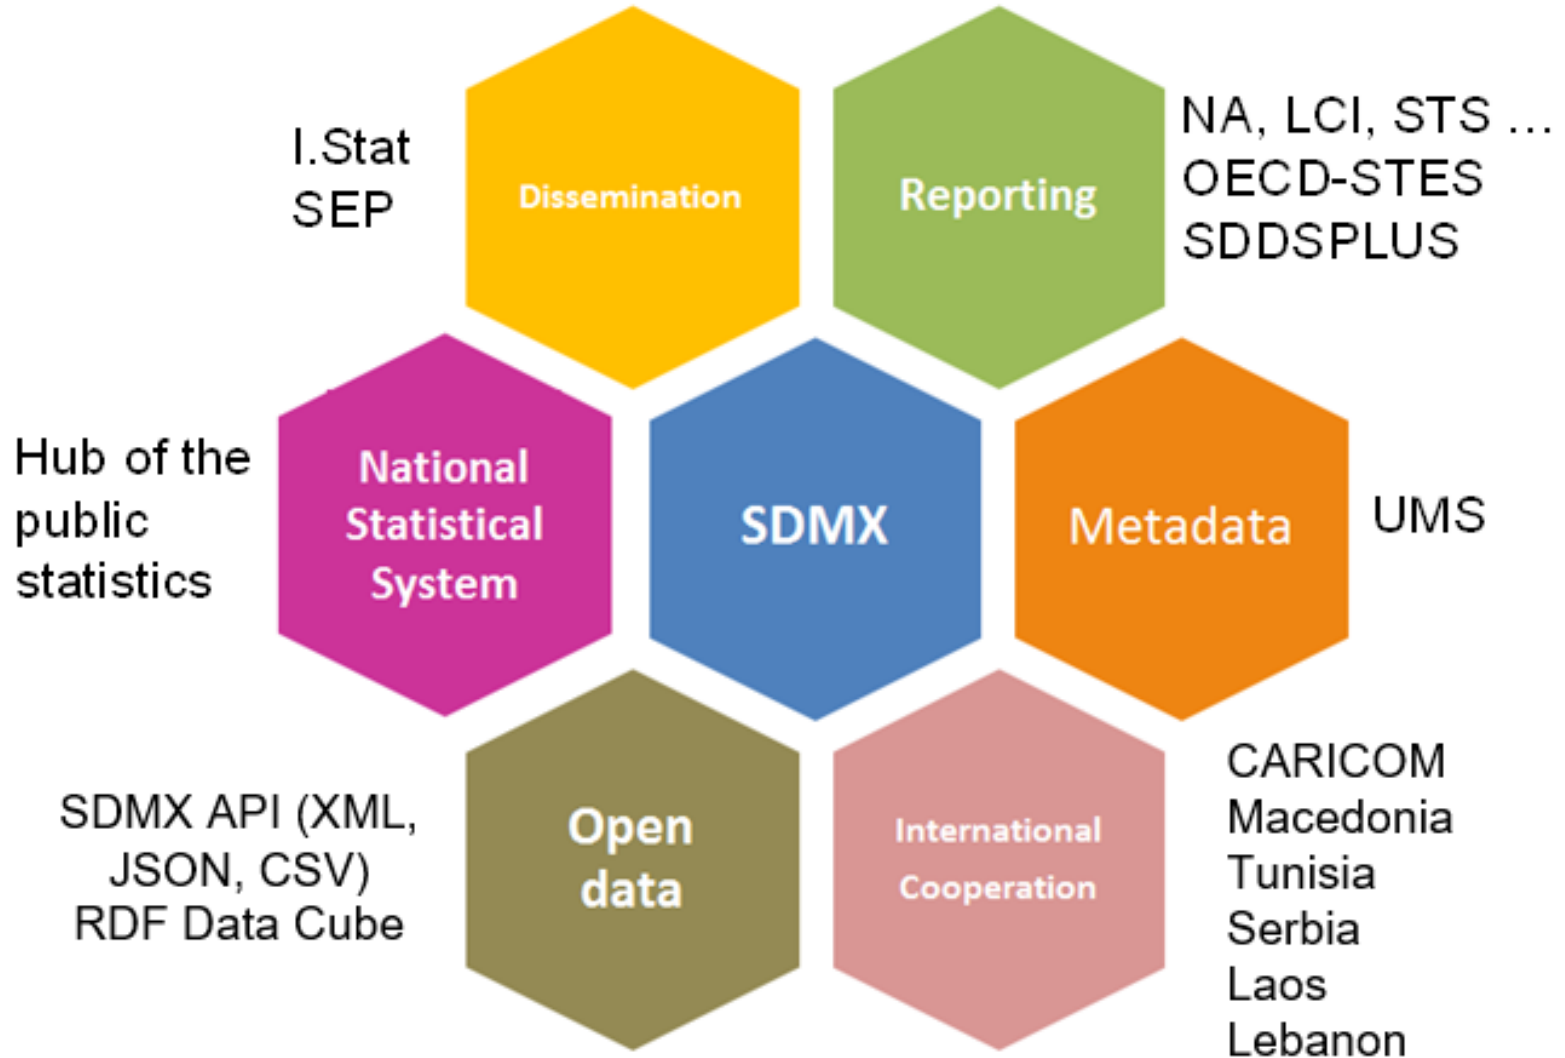 I.Stat
SEP
Dissemination
Reporting
NA, LCI, STS ...
OECD-STES
SDDSPLUS
Hub of the
public
statistics
National
Statistical
System
SDMX
Metadata
UMS
SDMX API (XML,
JSON, CSV)
RDF Data Cube
Open
data
International
Cooperation
CARICOM
Macedonia
Tunisia
Serbia
Laos
Lebanon